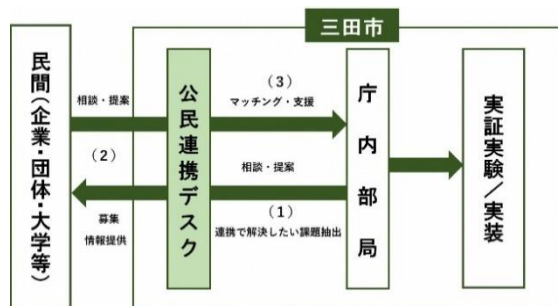 三田市
民間（企業・団体・大学等）
相談・提案
（2）
募集
情報提供
公民連携デスク
（3）
マッチング・支援
相談・提案
（1）
連携で解決したい課題抽出
庁内部局
実証実験／実装